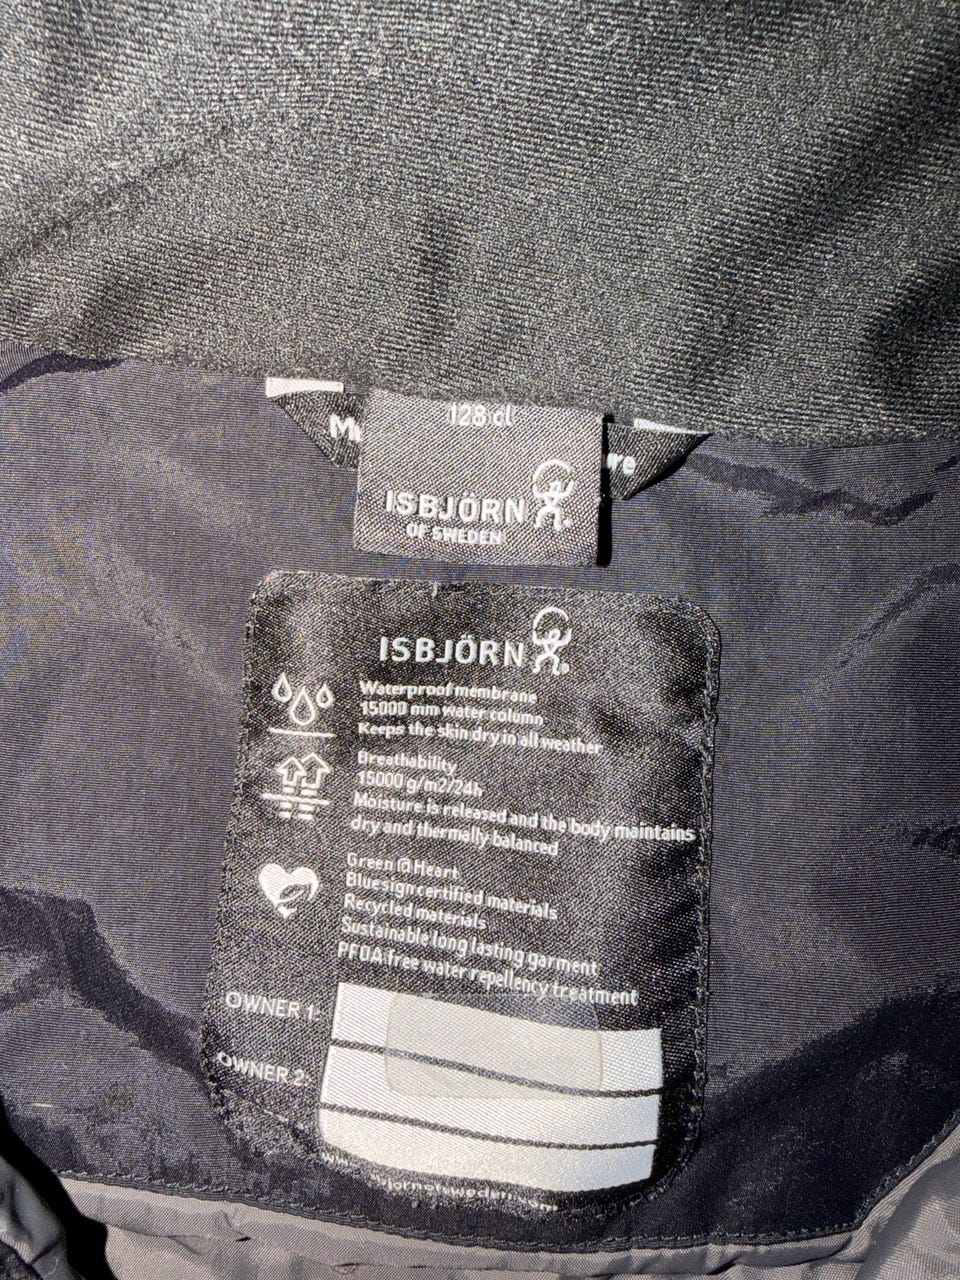 128 cl
ISBJÖRN
OF SWEDEN
ISBJÖRN
Waterproof membrane
15000 mm water column
Keeps the skin dry in all weather
Breathability
15000 g/m2/24h
Moisture is released and the body maintains
dry and thermally balanced
Green @ Heart
Bluesign certified materials
Recycled materials
Sustainable long lasting garment
PFOA free water repellency treatment
OWNER 1:
OWNER 2: